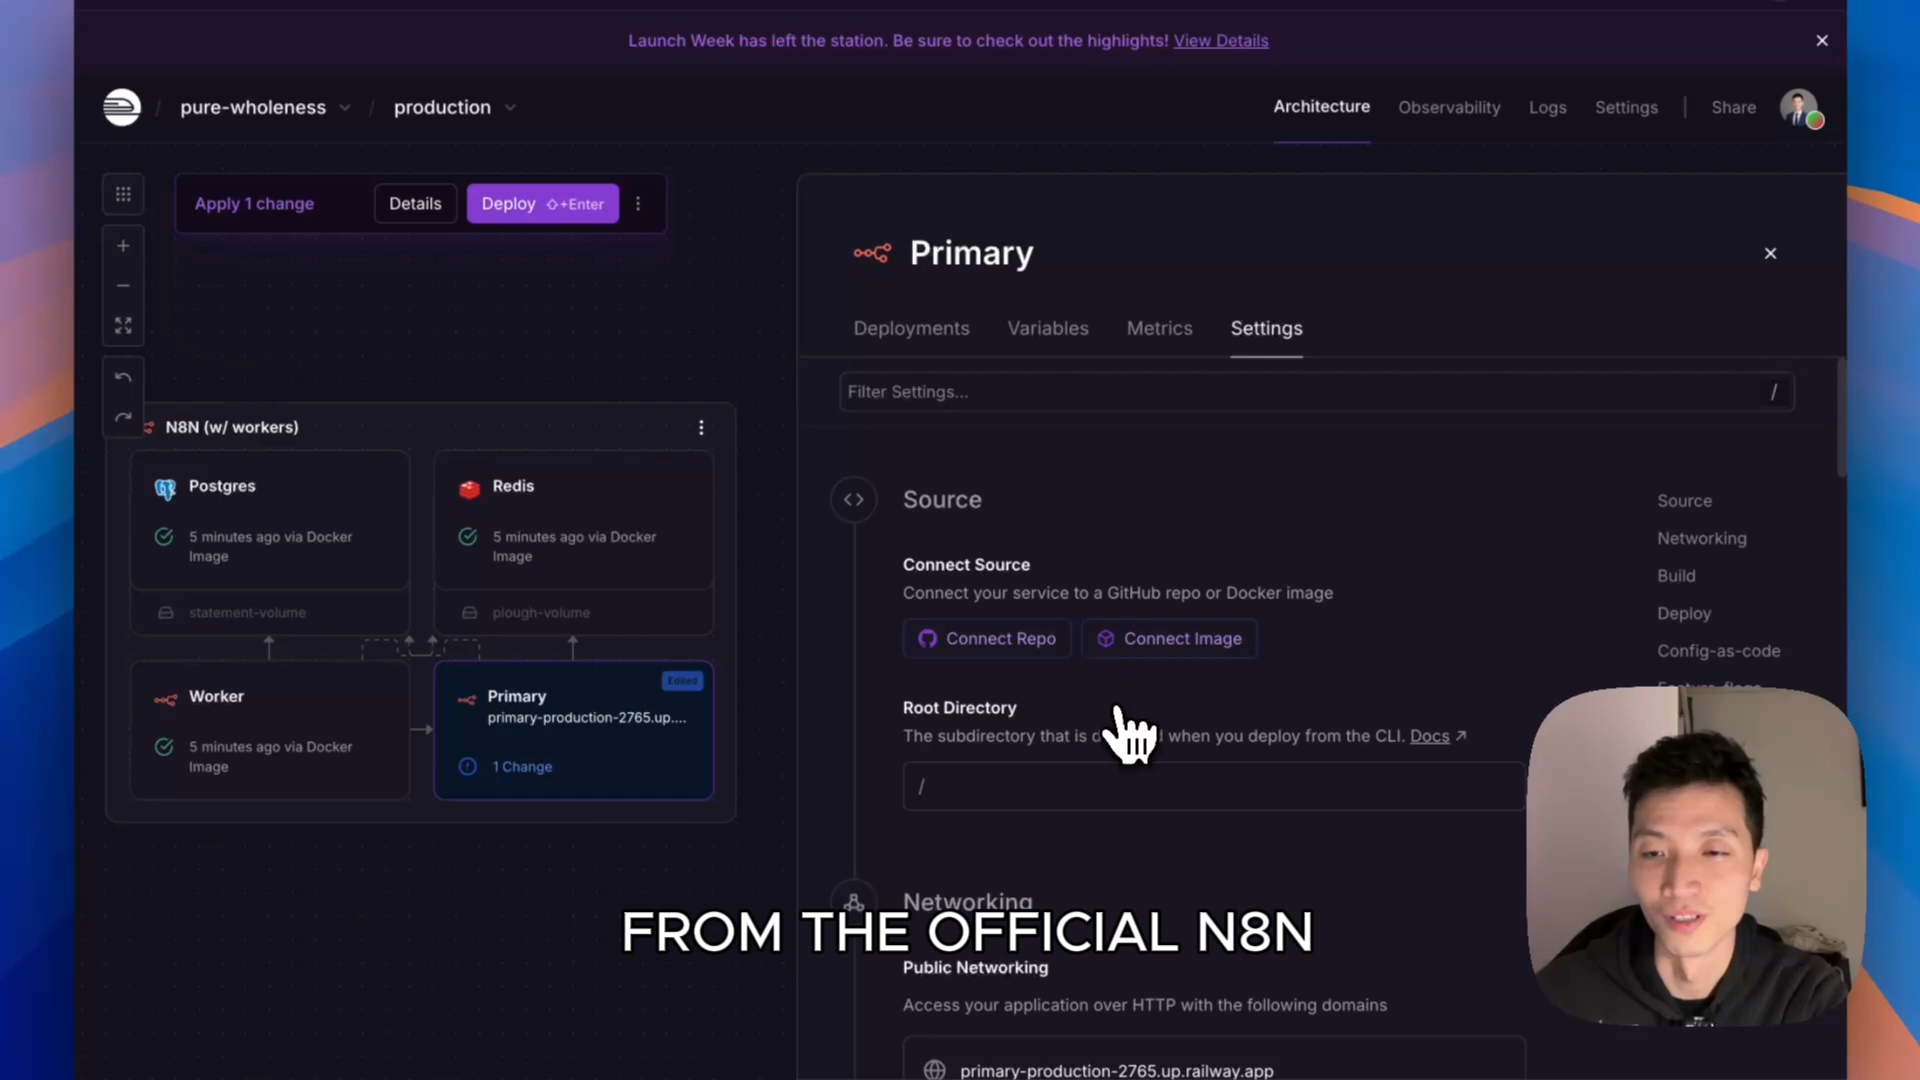 Launch Week has left the station. Be sure to check out the highlights! View Details
/ pure-wholeness / production
Architecture Observability Logs Settings | Share
Apply 1 change Details Deploy ⇧+Enter
Primary
Deployments Variables Metrics Settings
Filter Settings... /
N8N (w/ workers)
Postgres
5 minutes ago via Docker
Image
statement-volume
Redis
5 minutes ago via Docker
Image
plough-volume
Worker
5 minutes ago via Docker
Image
Primary
Edited
primary-production-2765.up....
1 Change
Source
Connect Source
Connect your service to a GitHub repo or Docker image
Connect Repo Connect Image
Root Directory
The subdirectory that is when you deploy from the CLI. Docs
/
Networking
Public Networking
Access your application over HTTP with the following domains
primary-production-2765.up.railway.app
Source
Networking
Build
Deploy
Config-as-code
FROM THE OFFICIAL N8N